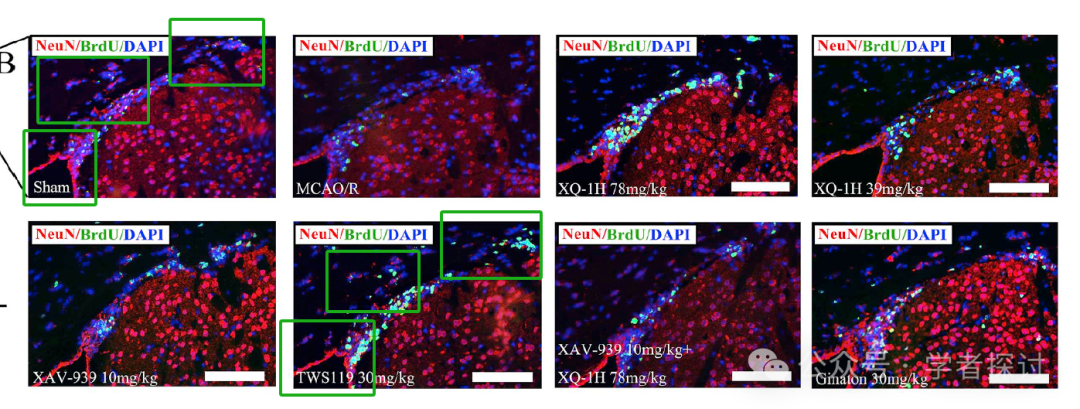 B
NeuN/BrdU/DAPI
Sham
NeuN/BrdU/DAPI
MCAO/R
NeuN/BrdU/DAPI
XQ-1H 78mg/kg
NeuN/BrdU/DAPI
XQ-1H 39mg/kg
NeuN/BrdU/DAPI
XAV-939 10mg/kg
NeuN/BrdU/DAPI
TWS119 30mg/kg
NeuN/BrdU/DAPI
XAV-939 10mg/kg+
XQ-1H 78mg/kg
NeuN/BrdU/DAPI
Gmaton 30mg/kg
公众号：学者探讨